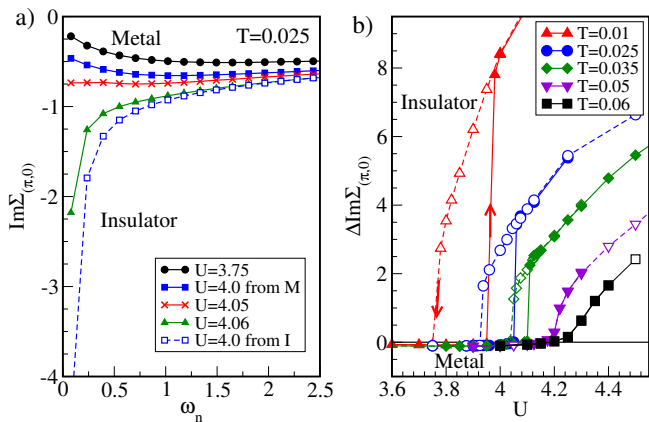 a)
ImΣ(π,0)
0
-1
-2
-3
-4
Metal
T=0.025
Insulator
U=3.75
U=4.0 from M
U=4.05
U=4.06
U=4.0 from I
0
0.5
1
1.5
2
2.5
ωn
b)
ΔImΣ(π,0)
8
6
4
2
0
T=0.01
T=0.025
T=0.035
T=0.05
T=0.06
Insulator
Metal
3.6
3.8
4
4.2
4.4
U